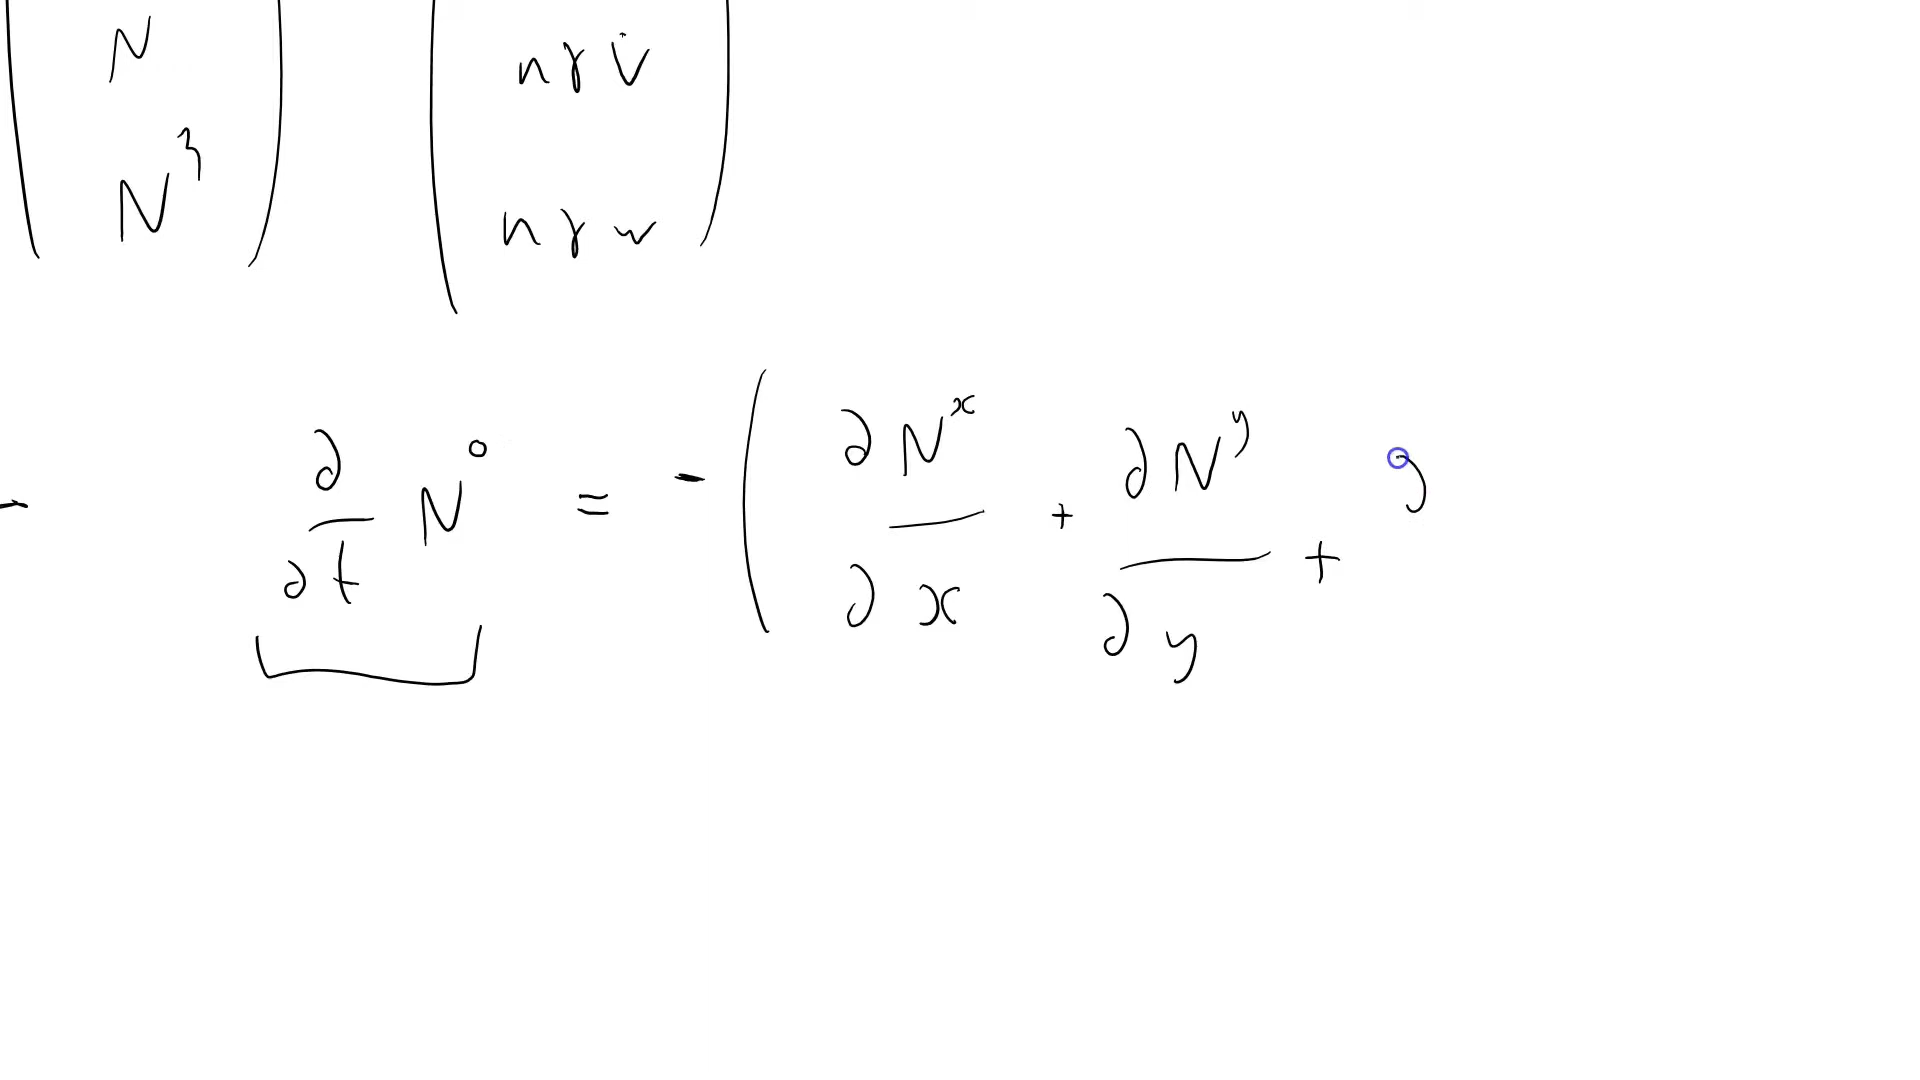 N nγv
N³ nγw
- ∂/∂t N⁰ = - ( ∂Nˣ/∂x + ∂Nʸ/∂y + ∂